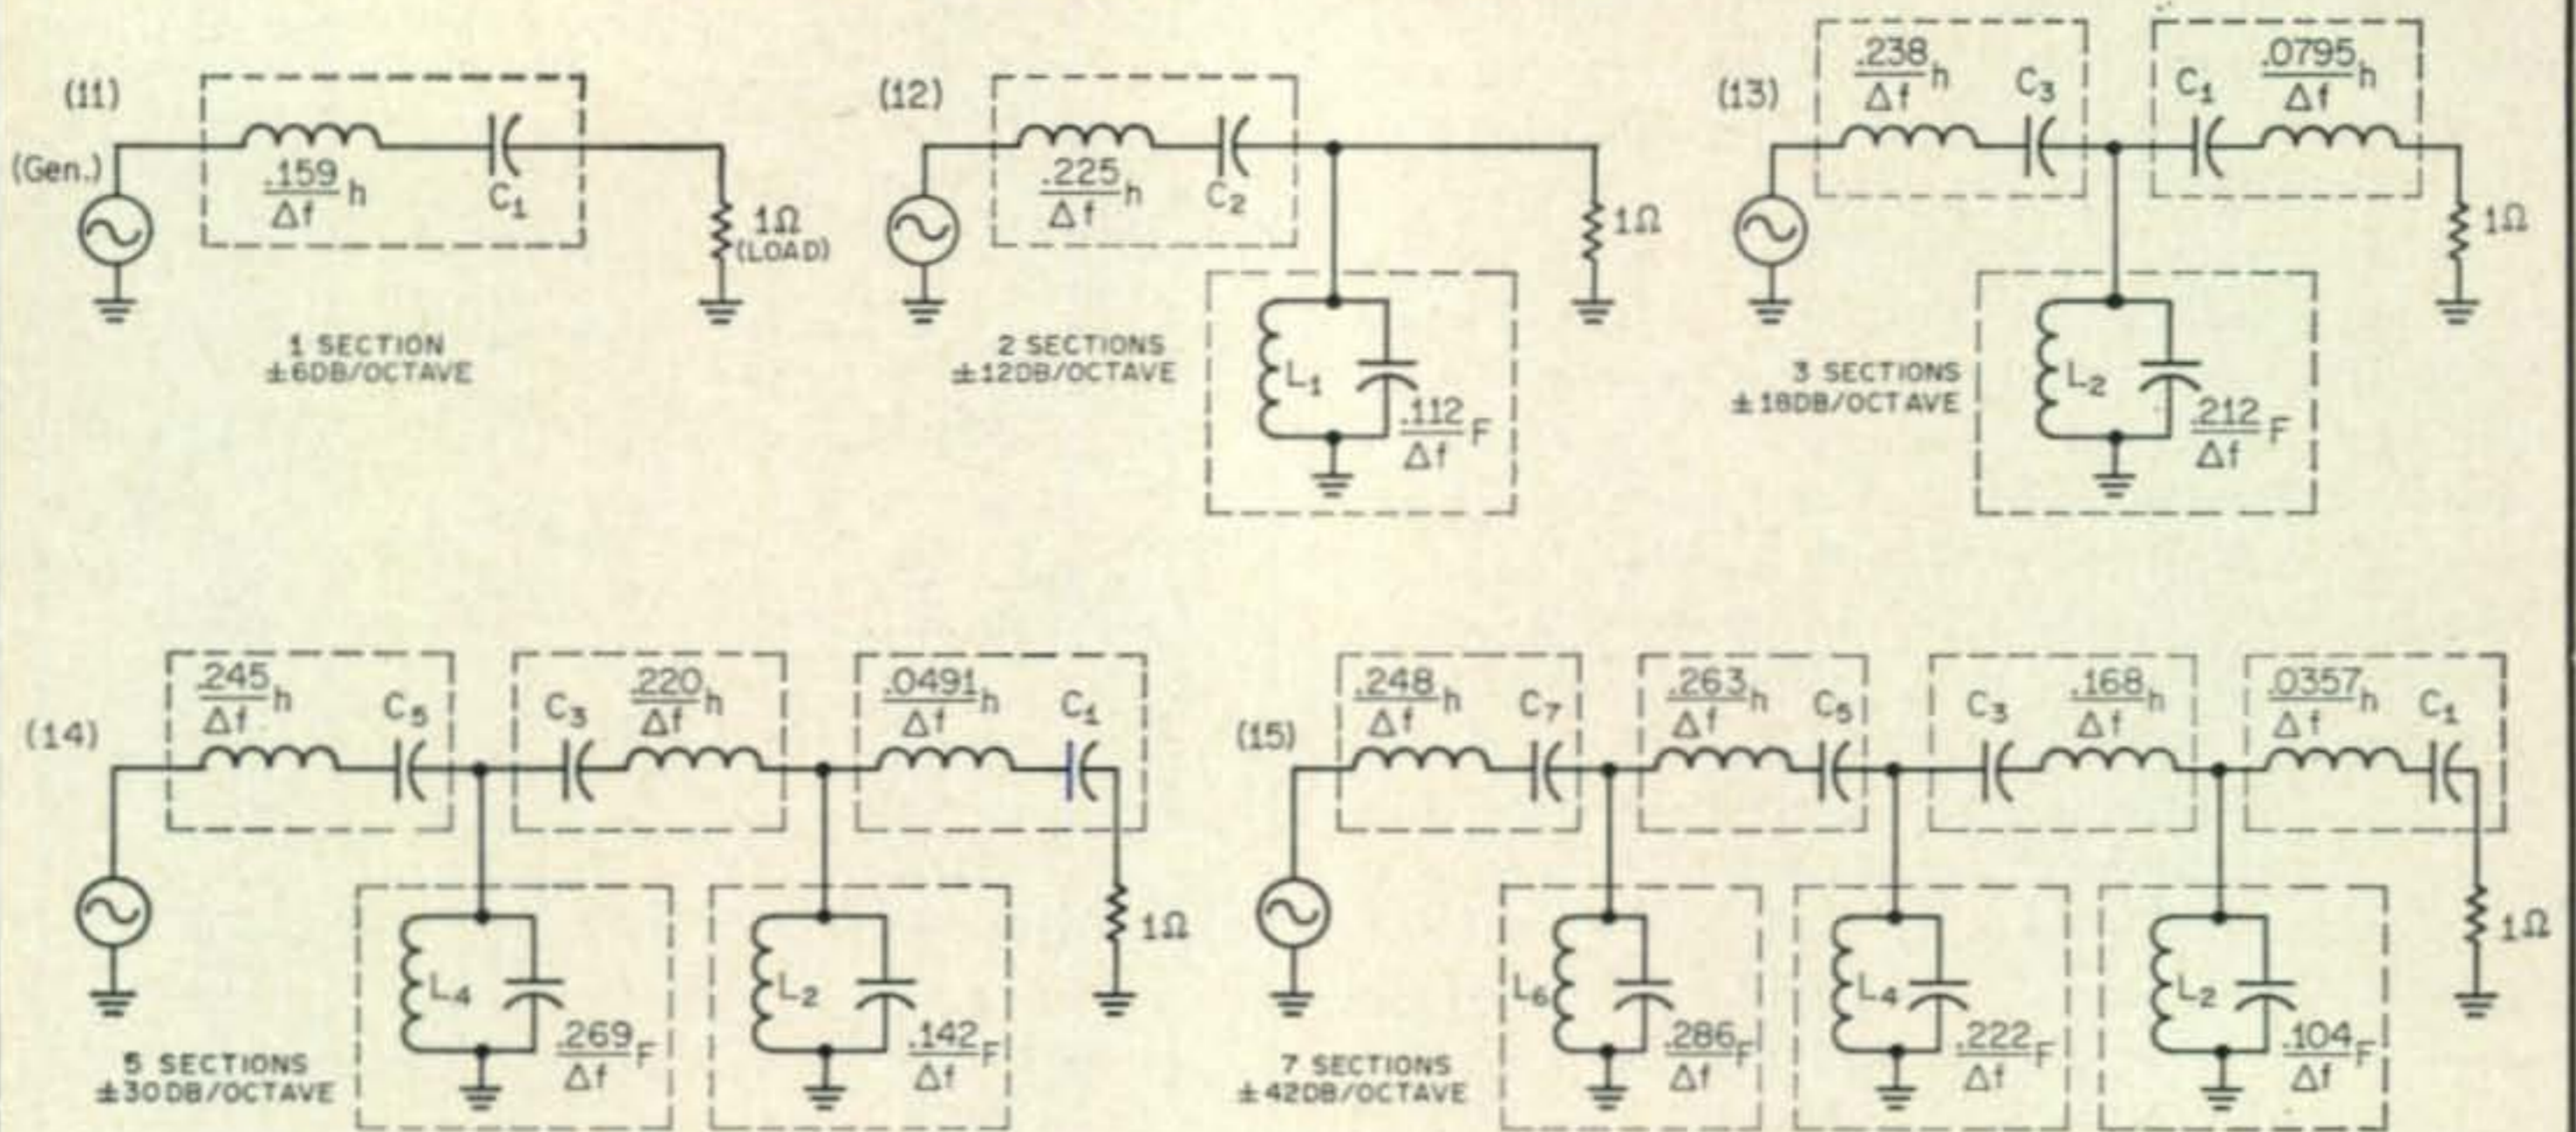 (11)
(Gen.)
.159
Δf h
C1
1Ω
(LOAD)
1 SECTION
±6DB/OCTAVE
(12)
.225
Δf h
C2
1Ω
2 SECTIONS
±12DB/OCTAVE
L1
.112
Δf F
(13)
.238
Δf h
C3
C1
.0795
Δf h
1Ω
3 SECTIONS
±18DB/OCTAVE
L2
.212
Δf F
(14)
.245
Δf h
C5
C3
.220
Δf h
.0491
Δf h
C1
1Ω
L4
.269
Δf F
L2
.142
Δf F
5 SECTIONS
±30DB/OCTAVE
(15)
.248
Δf h
C7
.263
Δf h
C5
C3
.168
Δf h
.0357
Δf h
C1
1Ω
L6
.286
Δf F
L4
.222
Δf F
L2
.104
Δf F
7 SECTIONS
±42DB/OCTAVE